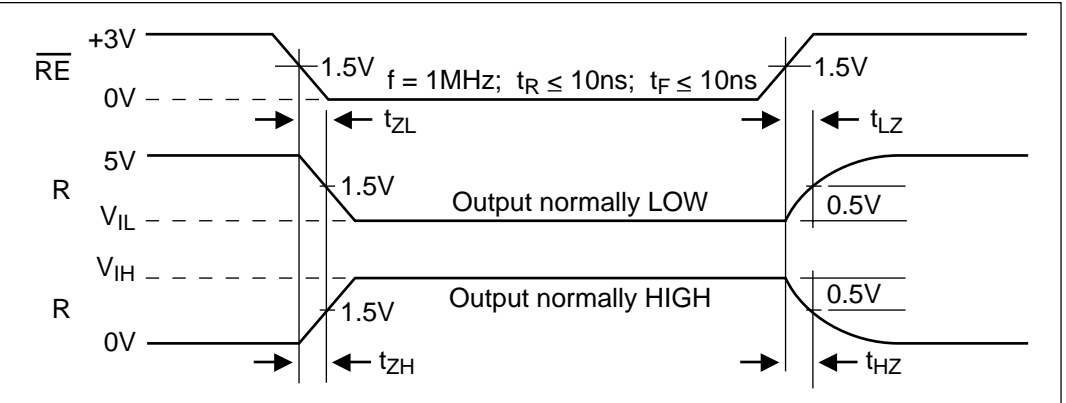 +3V
R̅E̅
1.5V
f = 1MHz; tR ≤ 10ns; tF ≤ 10ns
1.5V
0V
tZL
tLZ
5V
R
1.5V
Output normally LOW
0.5V
VIL
VIH
R
1.5V
Output normally HIGH
0.5V
0V
tZH
tHZ